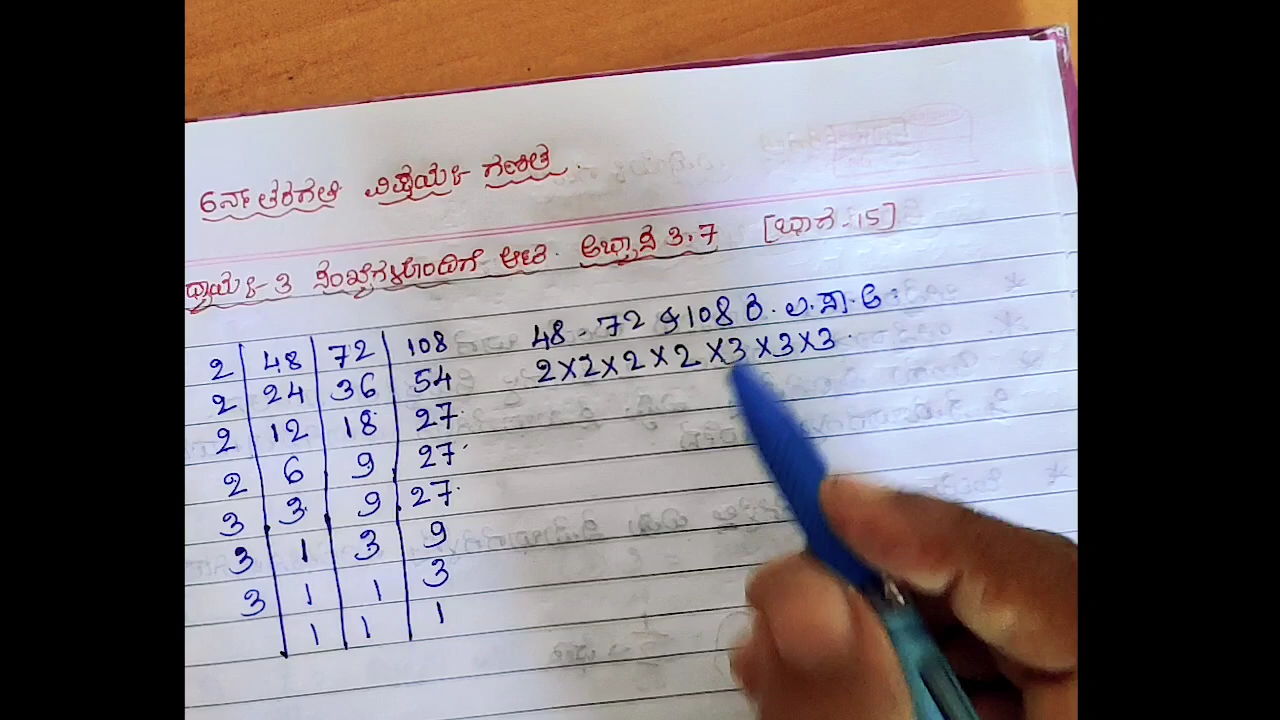 6ನೇ ತರಗತಿ ವಿಷಯ:- ಗಣಿತ.
ಧ್ಯಾಯ:- 3 ಸಂಖ್ಯೆಗಳೊಂದಿಗೆ ಆಟ. ಅಭ್ಯಾಸ 3.7 [ಭಾಗ-15]
2 48 72 108 48, 72 & 108 ರ. ಲ.ಸಾ.ಅ:
2 24 36 54 2×2×2×2×3×3×3.
2 12 18 27
2 6 9 27
3 3 9 27
3 1 3 9
3 1 1 3
1 1 1